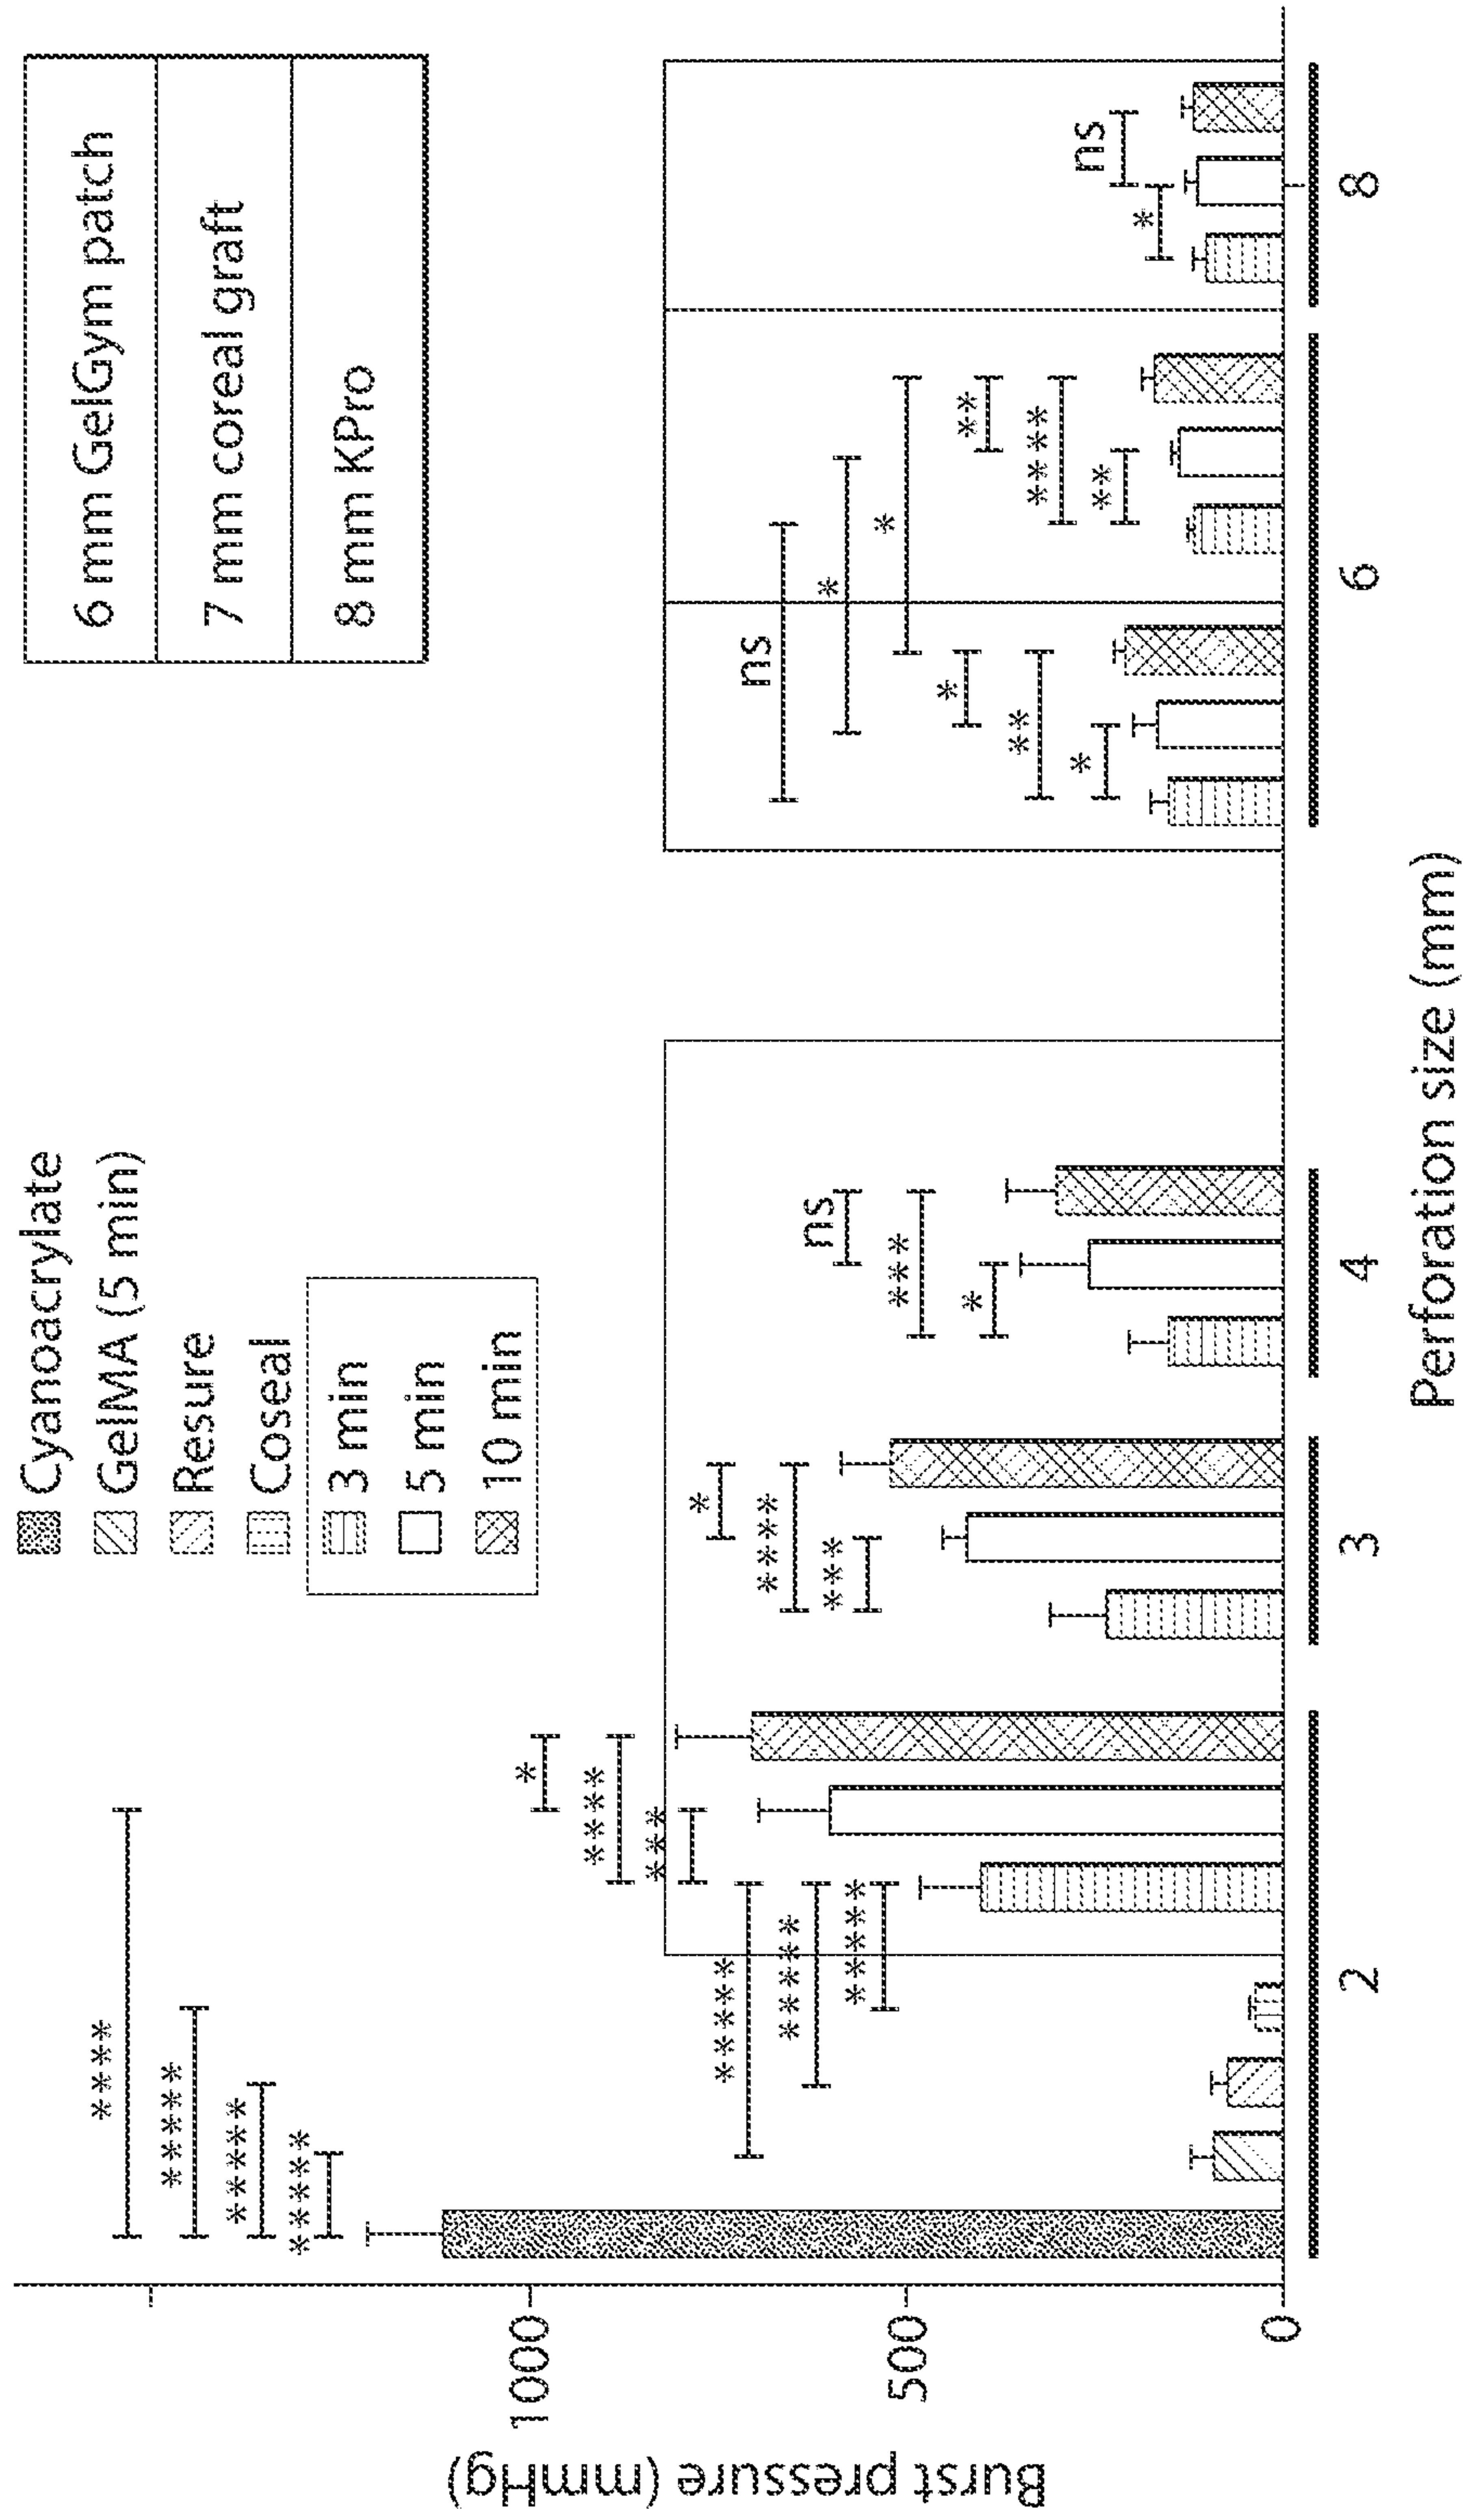 Cyanoacrylate
GelMA (5 min)
Resure
Coseal
3 min
5 min
10 min
6 mm GelGym patch
7 mm coreal graft
8 mm KPro
Burst pressure (mmHg)
1000
500
0
****
*****
*****
*****
*****
*****
*****
*
****
***
*
****
***
ns
***
*
ns
*
*
*
**
*
**
****
**
ns
*
2
3
4
6
8
Perforation size (mm)